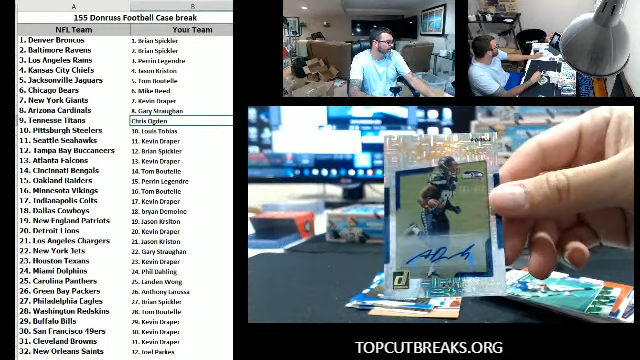 155 Donruss Football Case break
NFL Team Your Team
1. Denver Broncos 1. Brian Spickler
2. Baltimore Ravens 2. Brian Spickler
3. Los Angeles Rams 3. Perrin Legendre
4. Kansas City Chiefs 4. Jason Kriston
5. Jacksonville Jaguars 5. Tom Boutelle
6. Chicago Bears 6. Mike Reed
7. New York Giants 7. Kevin Draper
8. Arizona Cardinals 8. Gary Straughan
9. Tennesse Titans Chris Ogden
10. Pittsburgh Steelers 10. Louis Tobias
11. Seattle Seahawks 11. Kevin Draper
12. Tampa Bay Buccaneers 12. Brian Spickler
13. Atlanta Falcons 13. Kevin Draper
14. Cincinnati Bengals 14. Tom Boutelle
15. Oakland Raiders 15. Perrin Legendre
16. Minnesota Vikings 16. Tom Boutelle
17. Indianapolis Colts 17. Kevin Draper
18. Dallas Cowboys 18. bryan Demoine
19. New England Patriots 19. Jason Kriston
20. Detroit Lions 20. Kevin Draper
21. Los Angeles Chargers 21. Jason Kriston
22. New York Jets 22. Gary Straughan
23. Houston Texans 23. Kevin Draper
24. Miami Dolphins 24. Phil Dahling
25. Carolina Panthers 25. Landen Wong
26. Green Bay Packers 26. Anthony Larossa
27. Philadelphia Eagles 27. Brian Spickler
28. Washington Redskins 28. Tom Boutelle
29. Buffalo Bills 29. Kevin Draper
30. San Francisco 49ers 30. Kevin Draper
31. Cleveland Browns 31. Kevin Draper
32. New Orleans Saints 32. Joel Parkes
TOPCUTBREAKS.ORG